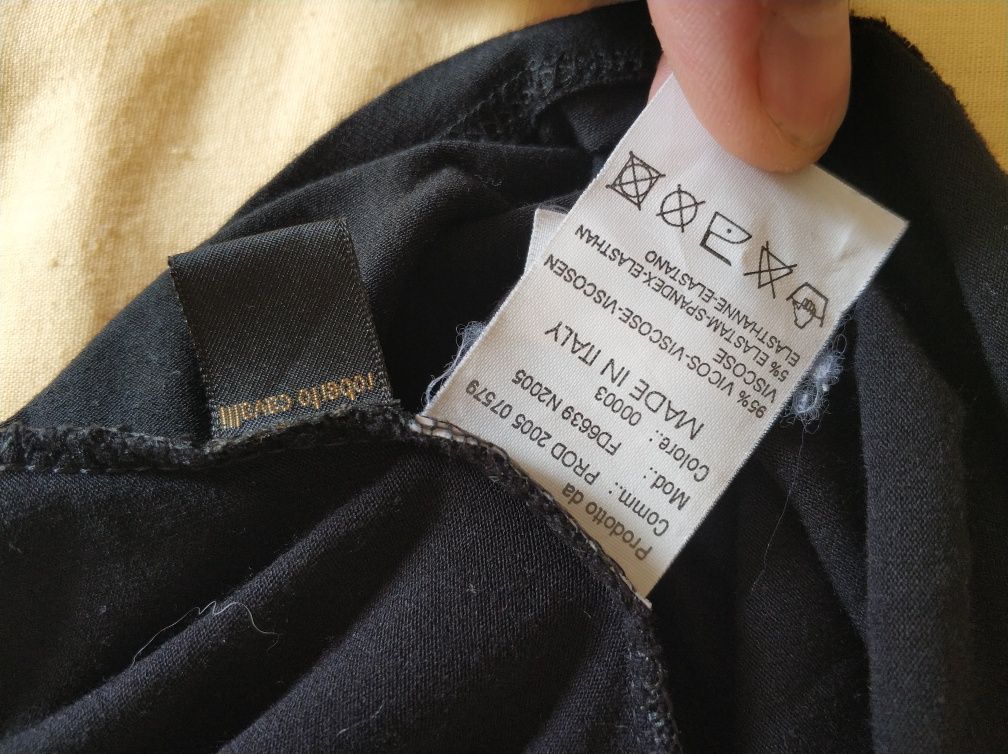 roberto cavalli
Prodotto da
Comm.: PROD 2005 07579
Mod.: FD6639 N2005
Colore.: 00003
MADE IN ITALY
95% VICOS-VISCOSE-VISCOSEN
VISCOSE
5% ELASTAM-SPANDEX-ELASTHAN
ELASTHANNE-ELASTANO